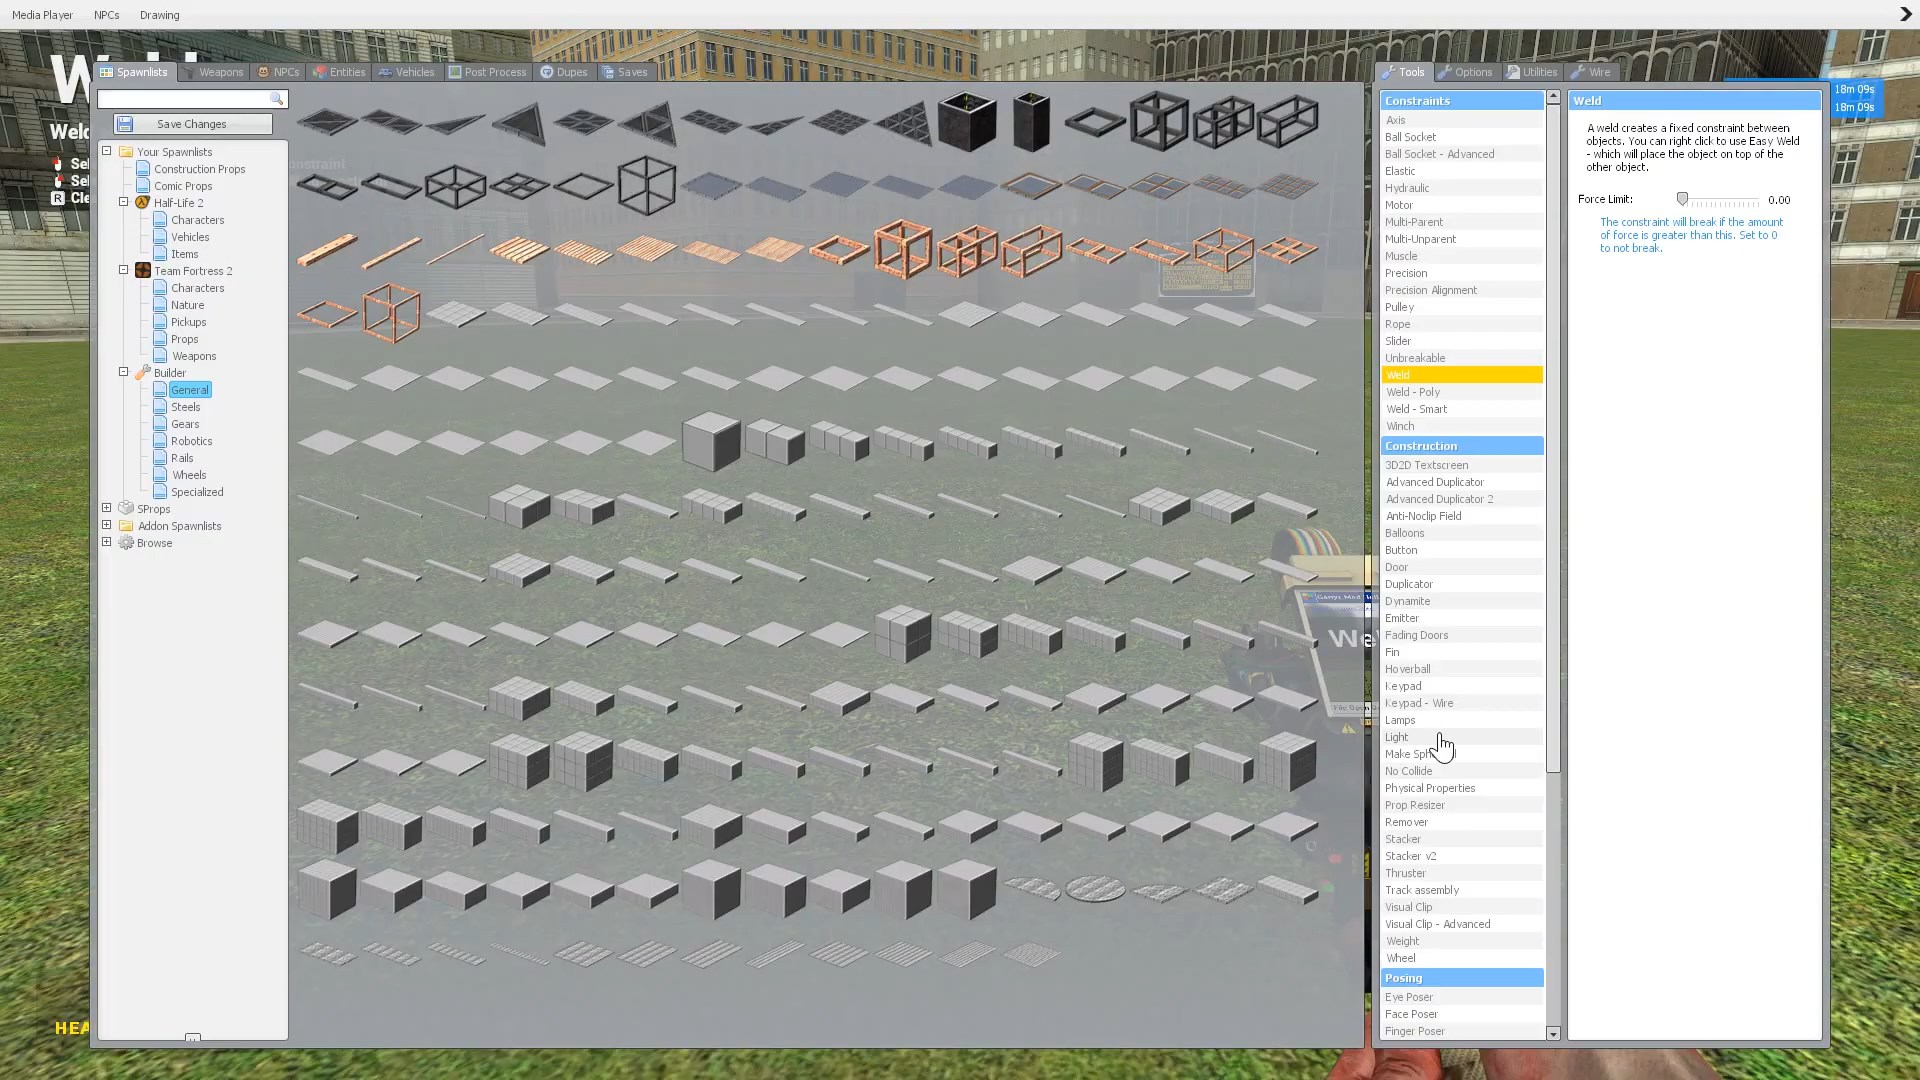 Media Player NPCs Drawing
Spawnlists Weapons NPCs Entities Vehicles Post Process Dupes Saves
Save Changes
Your Spawnlists
Construction Props
Comic Props
Half-Life 2
Characters
Vehicles
Items
Team Fortress 2
Characters
Nature
Pickups
Props
Weapons
Builder
General
Steels
Gears
Robotics
Rails
Wheels
Specialized
SProps
Addon Spawnlists
Browse
W
Weld
Sel
Sel
R Cle
HEA
Tools Options Utilities Wire
Constraints
Axis
Ball Socket
Ball Socket - Advanced
Elastic
Hydraulic
Motor
Multi-Parent
Multi-Unparent
Muscle
Precision
Precision Alignment
Pulley
Rope
Slider
Unbreakable
Weld
Weld - Poly
Weld - Smart
Winch
Construction
3D2D Textscreen
Advanced Duplicator
Advanced Duplicator 2
Anti-Noclip Field
Balloons
Button
Door
Duplicator
Dynamite
Emitter
Fading Doors
Fin
Hoverball
Keypad
Keypad - Wire
Lamps
Light
Make Sph
No Collide
Physical Properties
Prop Resizer
Remover
Stacker
Stacker v2
Thruster
Track assembly
Visual Clip
Visual Clip - Advanced
Weight
Wheel
Posing
Eye Poser
Face Poser
Finger Poser
Weld
A weld creates a fixed constraint between
objects. You can right click to use Easy Weld
- which will place the object on top of the
other object.
Force Limit: 0.00
The constraint will break if the amount
of force is greater than this. Set to 0
to not break.
18m 09s
18m 09s
We